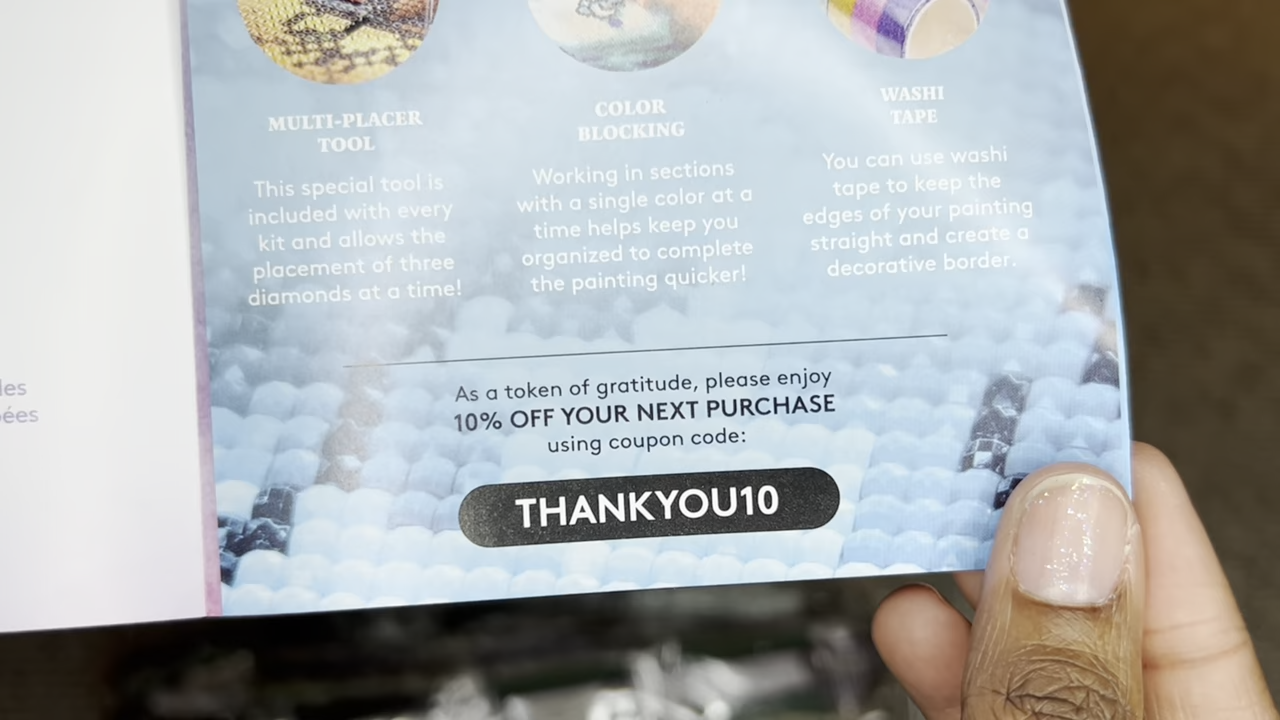 MULTI-PLACER
TOOL
This special tool is
included with every
kit and allows the
placement of three
diamonds at a time!
COLOR
BLOCKING
Working in sections
with a single color at a
time helps keep you
organized to complete
the painting quicker!
WASHI
TAPE
You can use washi
tape to keep the
edges of your painting
straight and create a
decorative border.
As a token of gratitude, please enjoy
10% OFF YOUR NEXT PURCHASE
using coupon code:
THANKYOU10